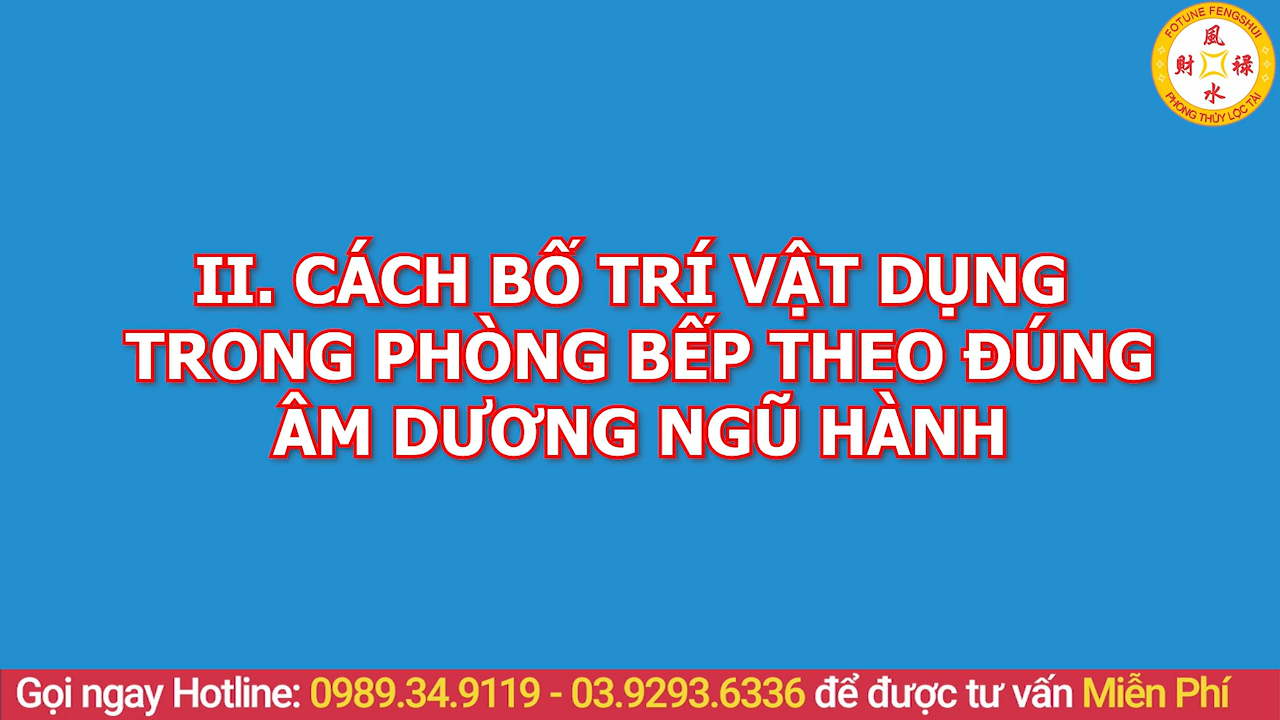 FOTUNE FENGSHUI
風
財 禄
水
PHONG THỦY LỘC TÀI
II. CÁCH BỐ TRÍ VẬT DỤNG
TRONG PHÒNG BẾP THEO ĐÚNG
ÂM DƯƠNG NGŨ HÀNH
Gọi ngay Hotline: 0989.34.9119 - 03.9293.6336 để được tư vấn Miễn Phí